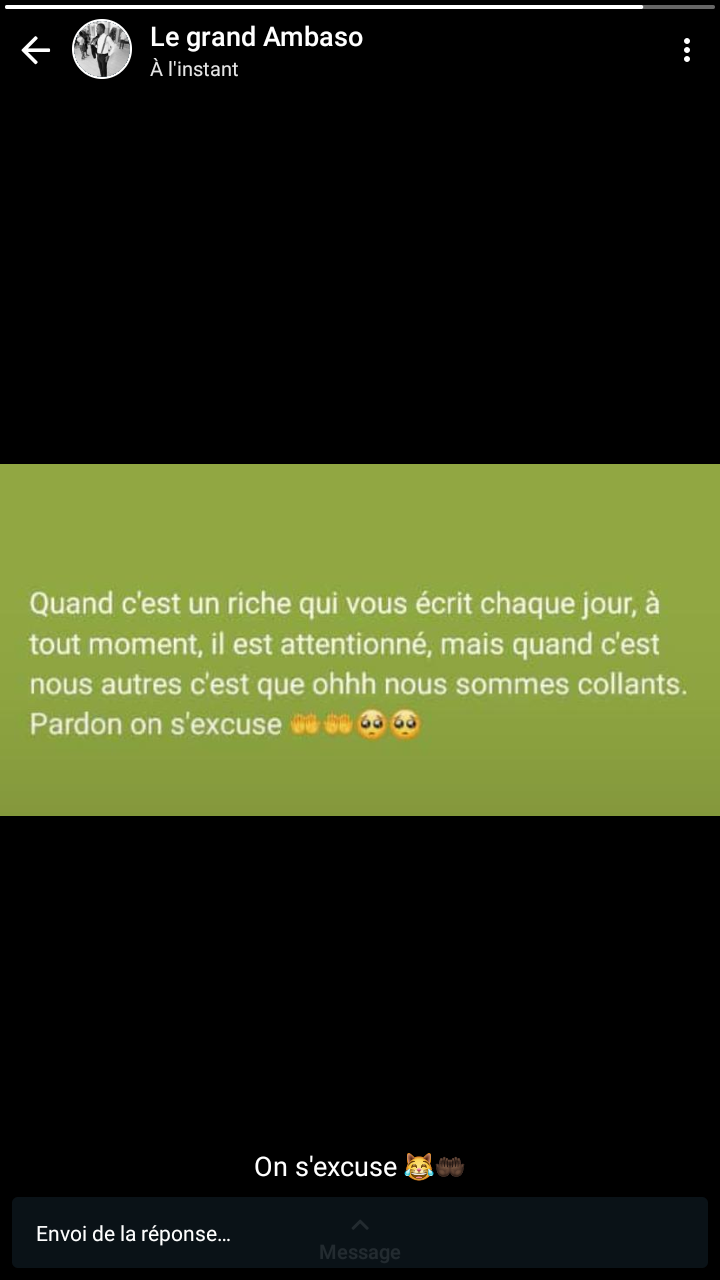 Le grand Ambaso
À l'instant
Quand c'est un riche qui vous écrit chaque jour, à
tout moment, il est attentionné, mais quand c'est
nous autres c'est que ohhh nous sommes collants.
Pardon on s'excuse 🤲🤲🥺🥺
On s'excuse 😹🤲🏿
Envoi de la réponse...
Message